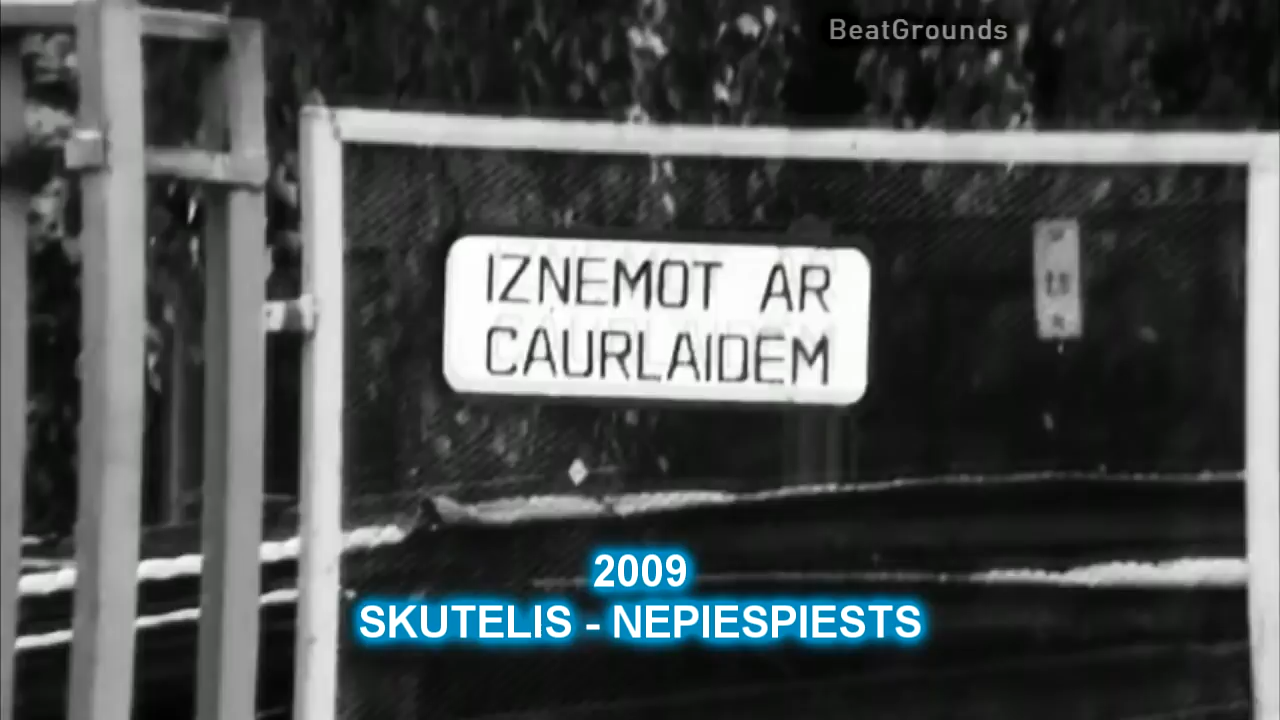 BeatGrounds
IZNEMOT AR
CAURLAIDEM
2009
SKUTELIS - NEPIESPIESTS